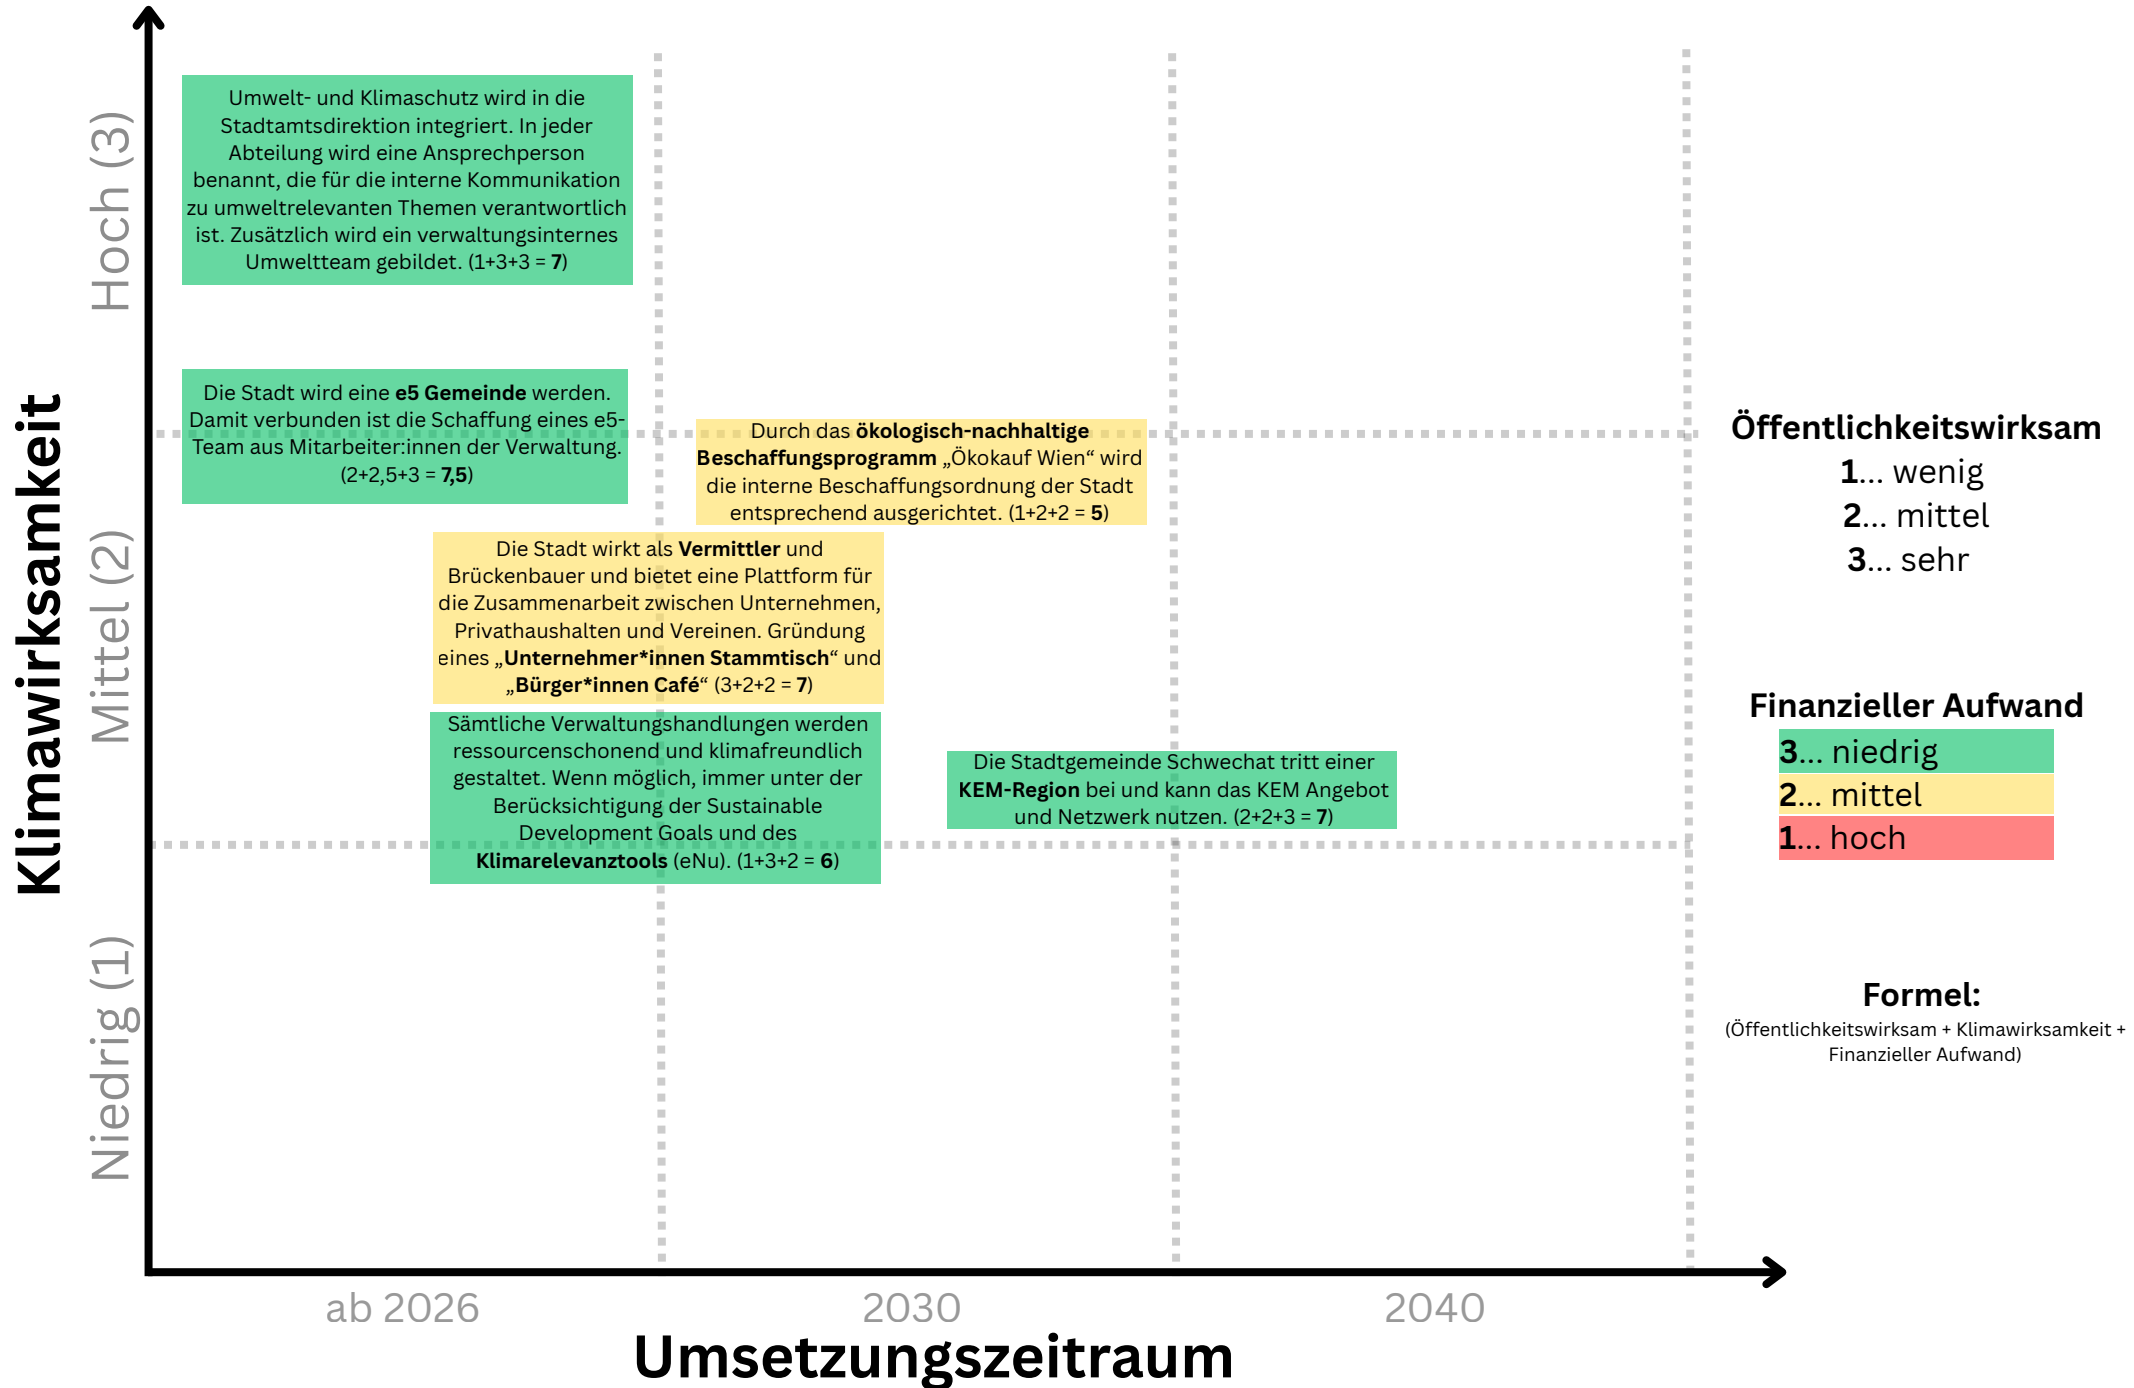 Klimawirksamkeit
Hoch (3)
Mittel (2)
Niedrig (1)
Umwelt- und Klimaschutz wird in die
Stadtamtsdirektion integriert. In jeder
Abteilung wird eine Ansprechperson
benannt, die für die interne Kommunikation
zu umweltrelevanten Themen verantwortlich
ist. Zusätzlich wird ein verwaltungsinternes
Umweltteam gebildet. (1+3+3 = 7)
Die Stadt wird eine e5 Gemeinde werden.
Damit verbunden ist die Schaffung eines e5-
Team aus Mitarbeiter:innen der Verwaltung.
(2+2,5+3 = 7,5)
Durch das ökologisch-nachhaltige
Beschaffungsprogramm „Ökokauf Wien“ wird
die interne Beschaffungsordnung der Stadt
entsprechend ausgerichtet. (1+2+2 = 5)
Die Stadt wirkt als Vermittler und
Brückenbauer und bietet eine Plattform für
die Zusammenarbeit zwischen Unternehmen,
Privathaushalten und Vereinen. Gründung
eines „Unternehmer*innen Stammtisch“ und
„Bürger*innen Café“ (3+2+2 = 7)
Sämtliche Verwaltungshandlungen werden
ressourcenschonend und klimafreundlich
gestaltet. Wenn möglich, immer unter der
Berücksichtigung der Sustainable
Development Goals und des
Klimarelevanztools (eNu). (1+3+2 = 6)
Die Stadtgemeinde Schwechat tritt einer
KEM-Region bei und kann das KEM Angebot
und Netzwerk nutzen. (2+2+3 = 7)
Öffentlichkeitswirksam
1... wenig
2... mittel
3... sehr
Finanzieller Aufwand
3... niedrig
2... mittel
1... hoch
Formel:
(Öffentlichkeitswirksam + Klimawirksamkeit +
Finanzieller Aufwand)
ab 2026
2030
2040
Umsetzungszeitraum